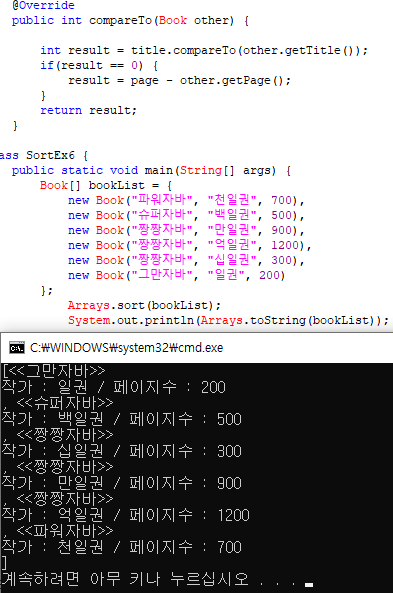 @Override
public int compareTo(Book other) {
int result = title.compareTo(other.getTitle());
if(result == 0) {
result = page - other.getPage();
}
return result;
}
ass SortEx6 {
public static void main(String[] args) {
Book[] bookList = {
new Book("파워자바", "천일권", 700),
new Book("슈퍼자바", "백일권", 500),
new Book("짱짱자바", "만일권", 900),
new Book("짱짱자바", "억일권", 1200),
new Book("짱짱자바", "십일권", 300),
new Book("그만자바", "일권", 200)
};
Arrays.sort(bookList);
System.out.println(Arrays.toString(bookList));
C:\WINDOWS\system32\cmd.exe
[<<그만자바>>
작가 : 일권 / 페이지수 : 200
, <<슈퍼자바>>
작가 : 백일권 / 페이지수 : 500
, <<짱짱자바>>
작가 : 십일권 / 페이지수 : 300
, <<짱짱자바>>
작가 : 만일권 / 페이지수 : 900
, <<짱짱자바>>
작가 : 억일권 / 페이지수 : 1200
, <<파워자바>>
작가 : 천일권 / 페이지수 : 700
]
계속하려면 아무 키나 누르십시오 . . .